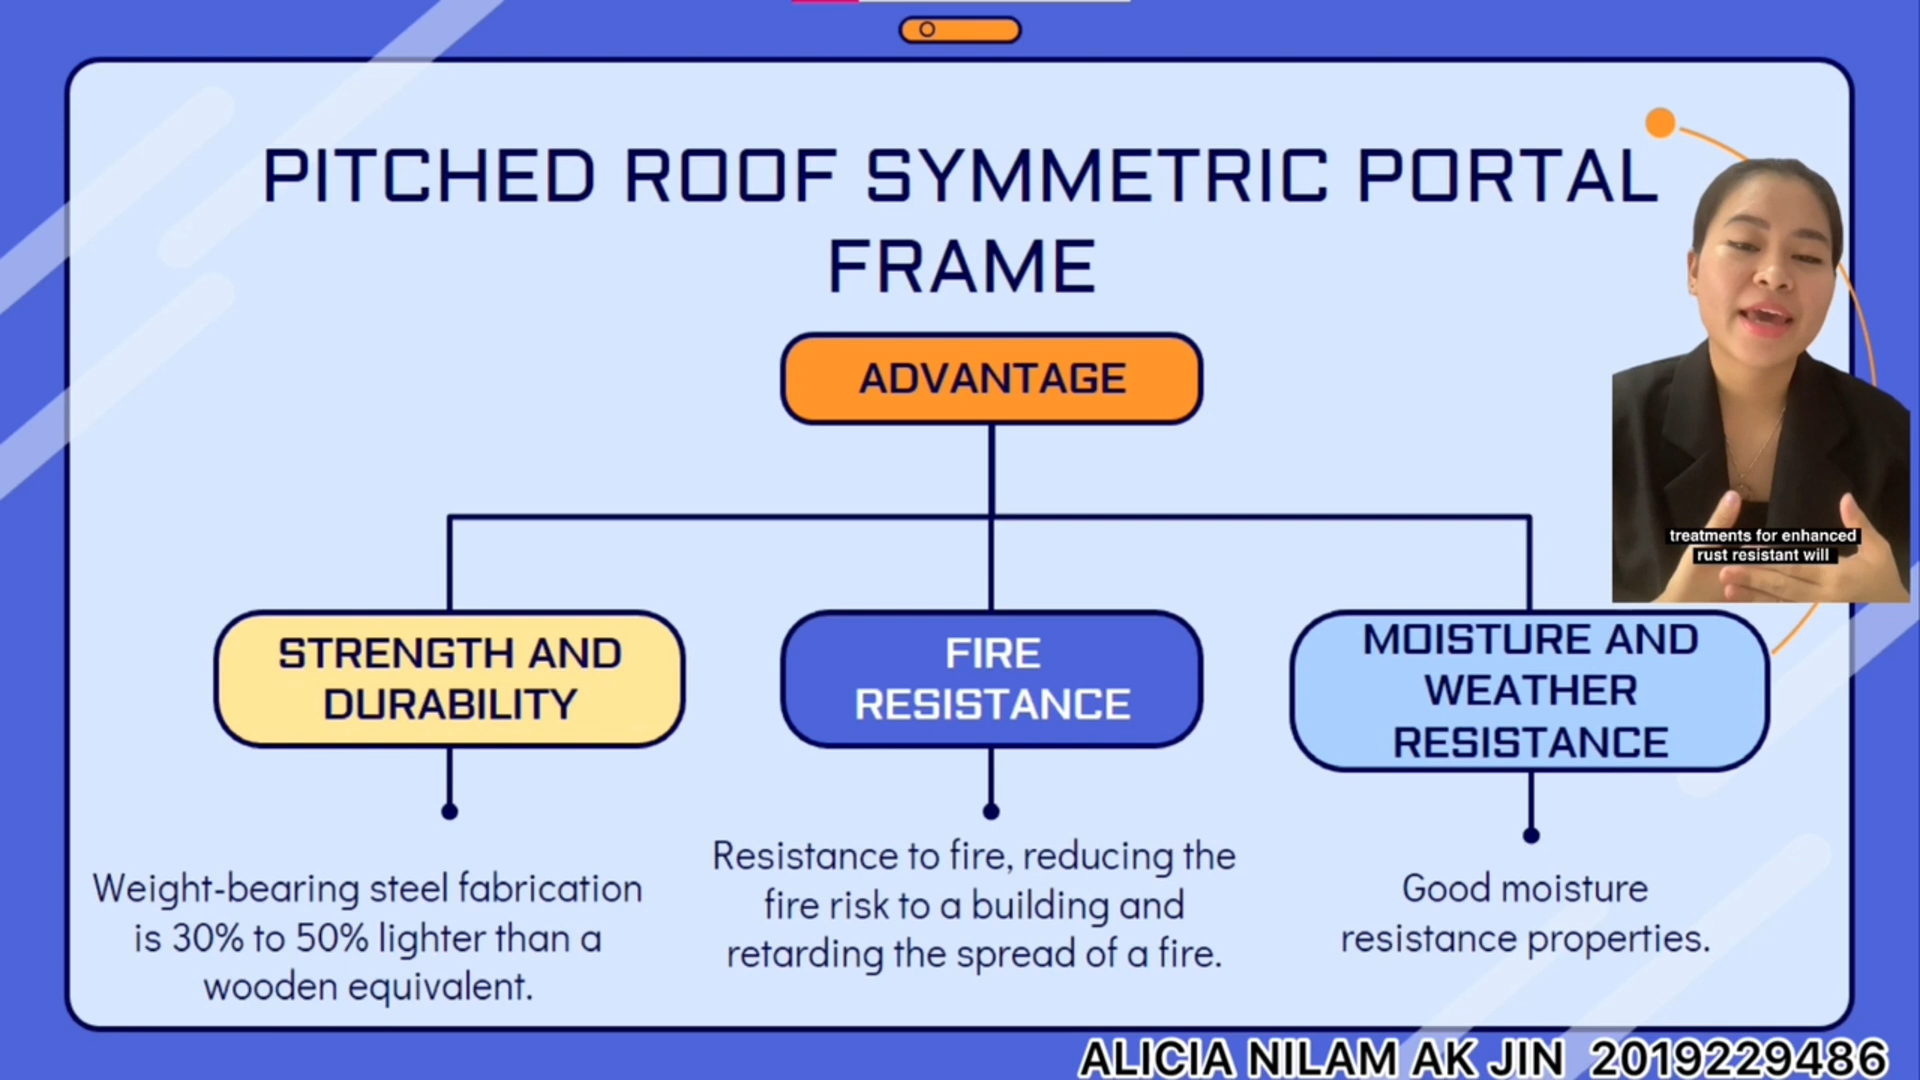 PITCHED ROOF SYMMETRIC PORTAL
FRAME
ADVANTAGE
treatments for enhanced
rust resistant will
STRENGTH AND
DURABILITY
FIRE
RESISTANCE
MOISTURE AND
WEATHER
RESISTANCE
Weight-bearing steel fabrication
is 30% to 50% lighter than a
wooden equivalent.
Resistance to fire, reducing the
fire risk to a building and
retarding the spread of a fire.
Good moisture
resistance properties.
ALICIA NILAM AK JIN 2019229486